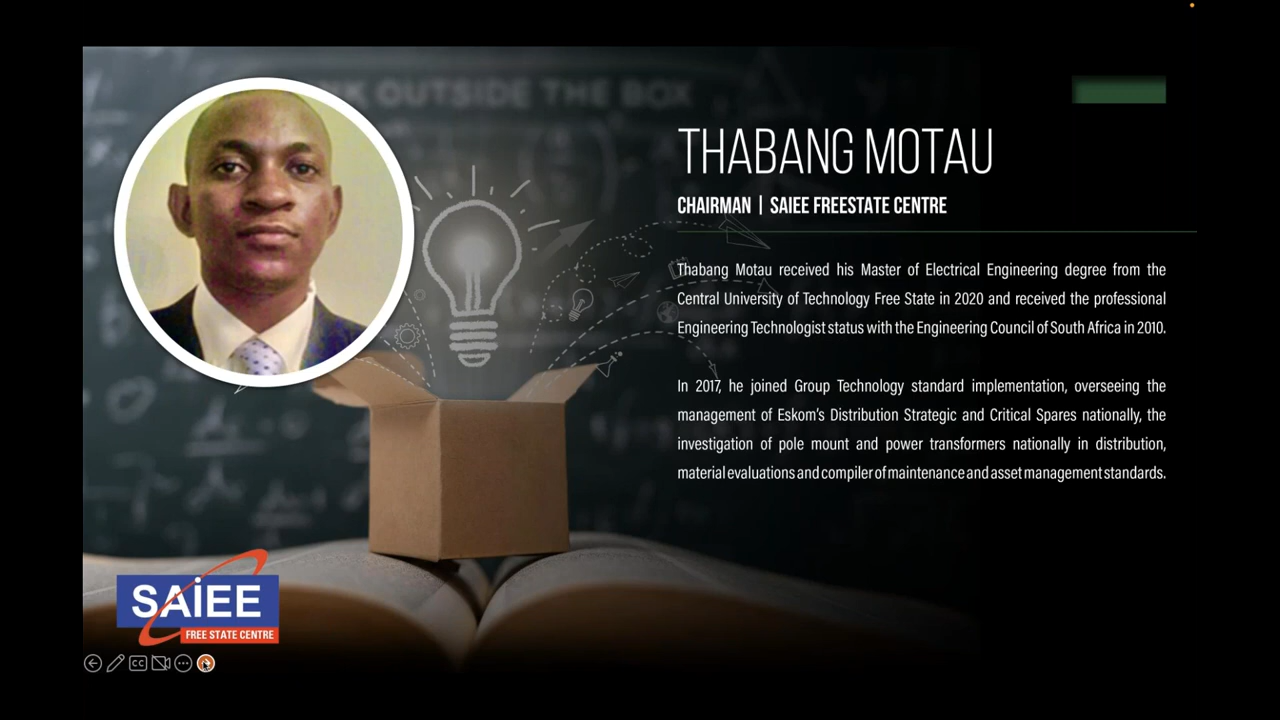 NK OUTSIDE THE BOX
THABANG MOTAU
CHAIRMAN | SAIEE FREESTATE CENTRE
Thabang Motau received his Master of Electrical Engineering degree from the
Central University of Technology Free State in 2020 and received the professional
Engineering Technologist status with the Engineering Council of South Africa in 2010.
In 2017, he joined Group Technology standard implementation, overseeing the
management of Eskom's Distribution Strategic and Critical Spares nationally, the
investigation of pole mount and power transformers nationally in distribution,
material evaluations and compiler of maintenance and asset management standards.
SAiEE
FREE STATE CENTRE
CC